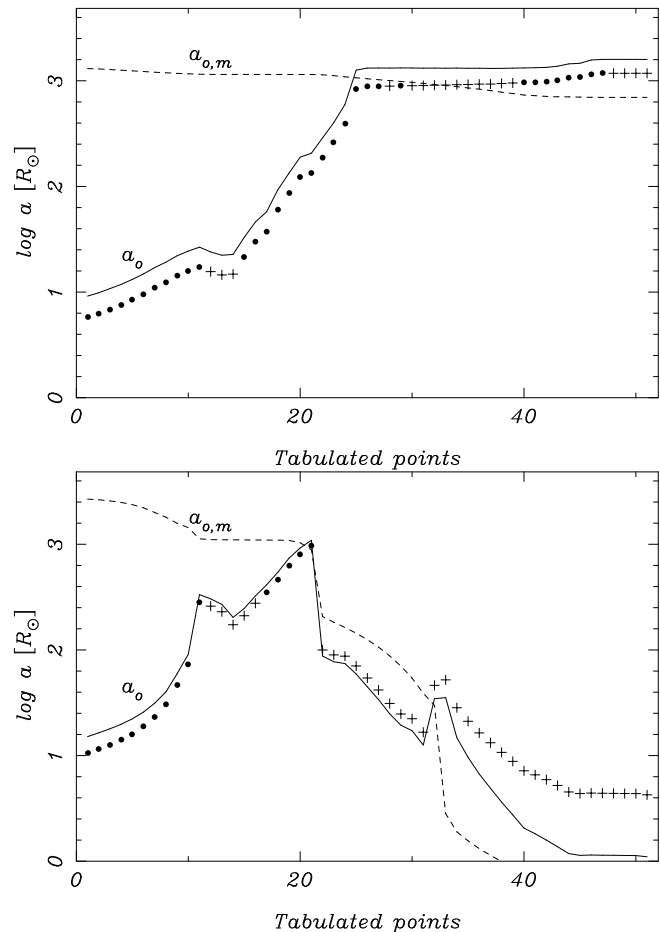 a_{o,m}
3
log a [R_⊙]
2
a_o
1
0
0 20 40
Tabulated points
a_{o,m}
3
log a [R_⊙]
2
a_o
1
0
0 20 40
Tabulated points